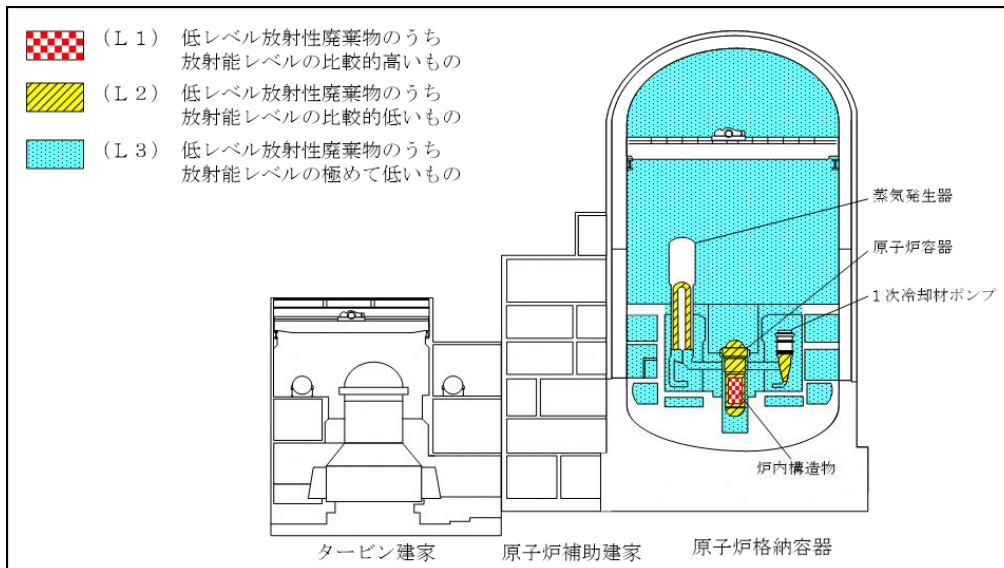 （Ｌ１） 低レベル放射性廃棄物のうち
放射能レベルの比較的高いもの
（Ｌ２） 低レベル放射性廃棄物のうち
放射能レベルの比較的低いもの
（Ｌ３） 低レベル放射性廃棄物のうち
放射能レベルの極めて低いもの
蒸気発生器
原子炉容器
１次冷却材ポンプ
炉内構造物
タービン建家
原子炉補助建家
原子炉格納容器